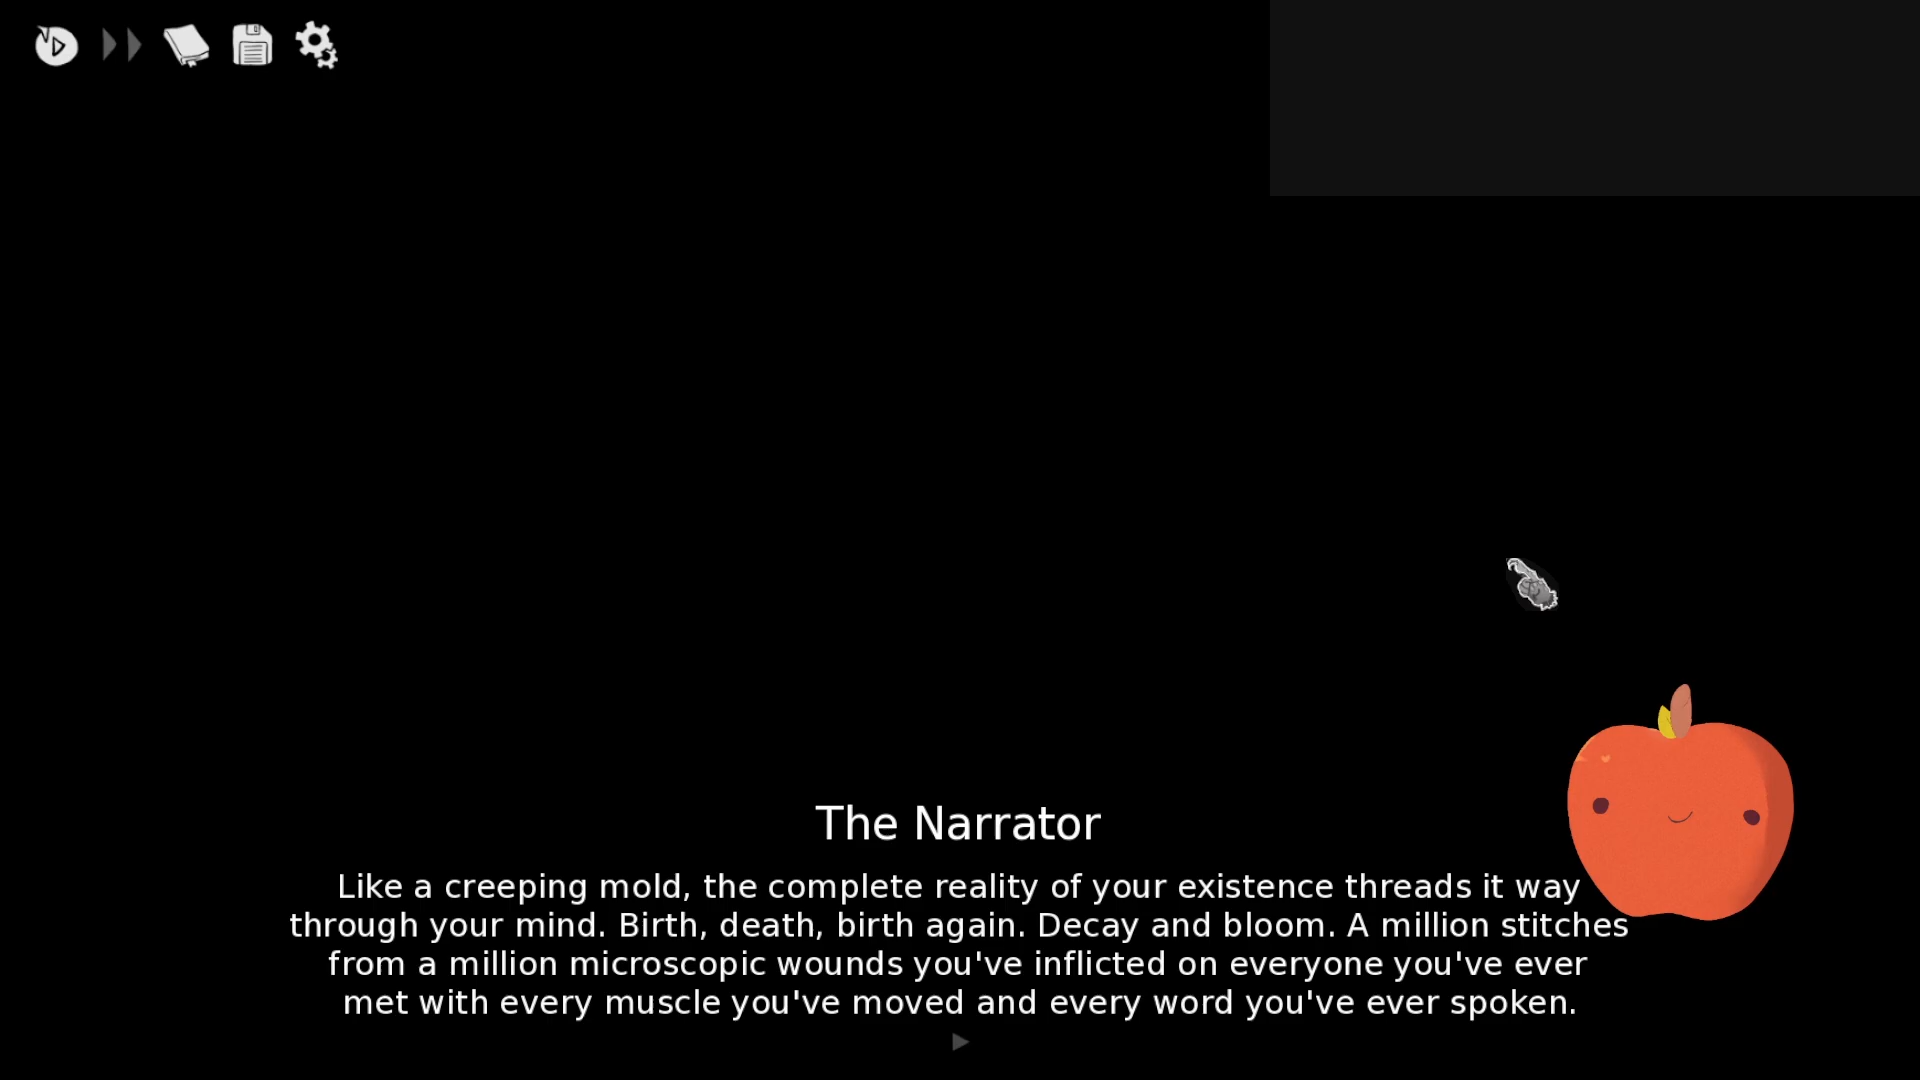 The Narrator
Like a creeping mold, the complete reality of your existence threads it way
through your mind. Birth, death, birth again. Decay and bloom. A million stitches
from a million microscopic wounds you've inflicted on everyone you've ever
met with every muscle you've moved and every word you've ever spoken.